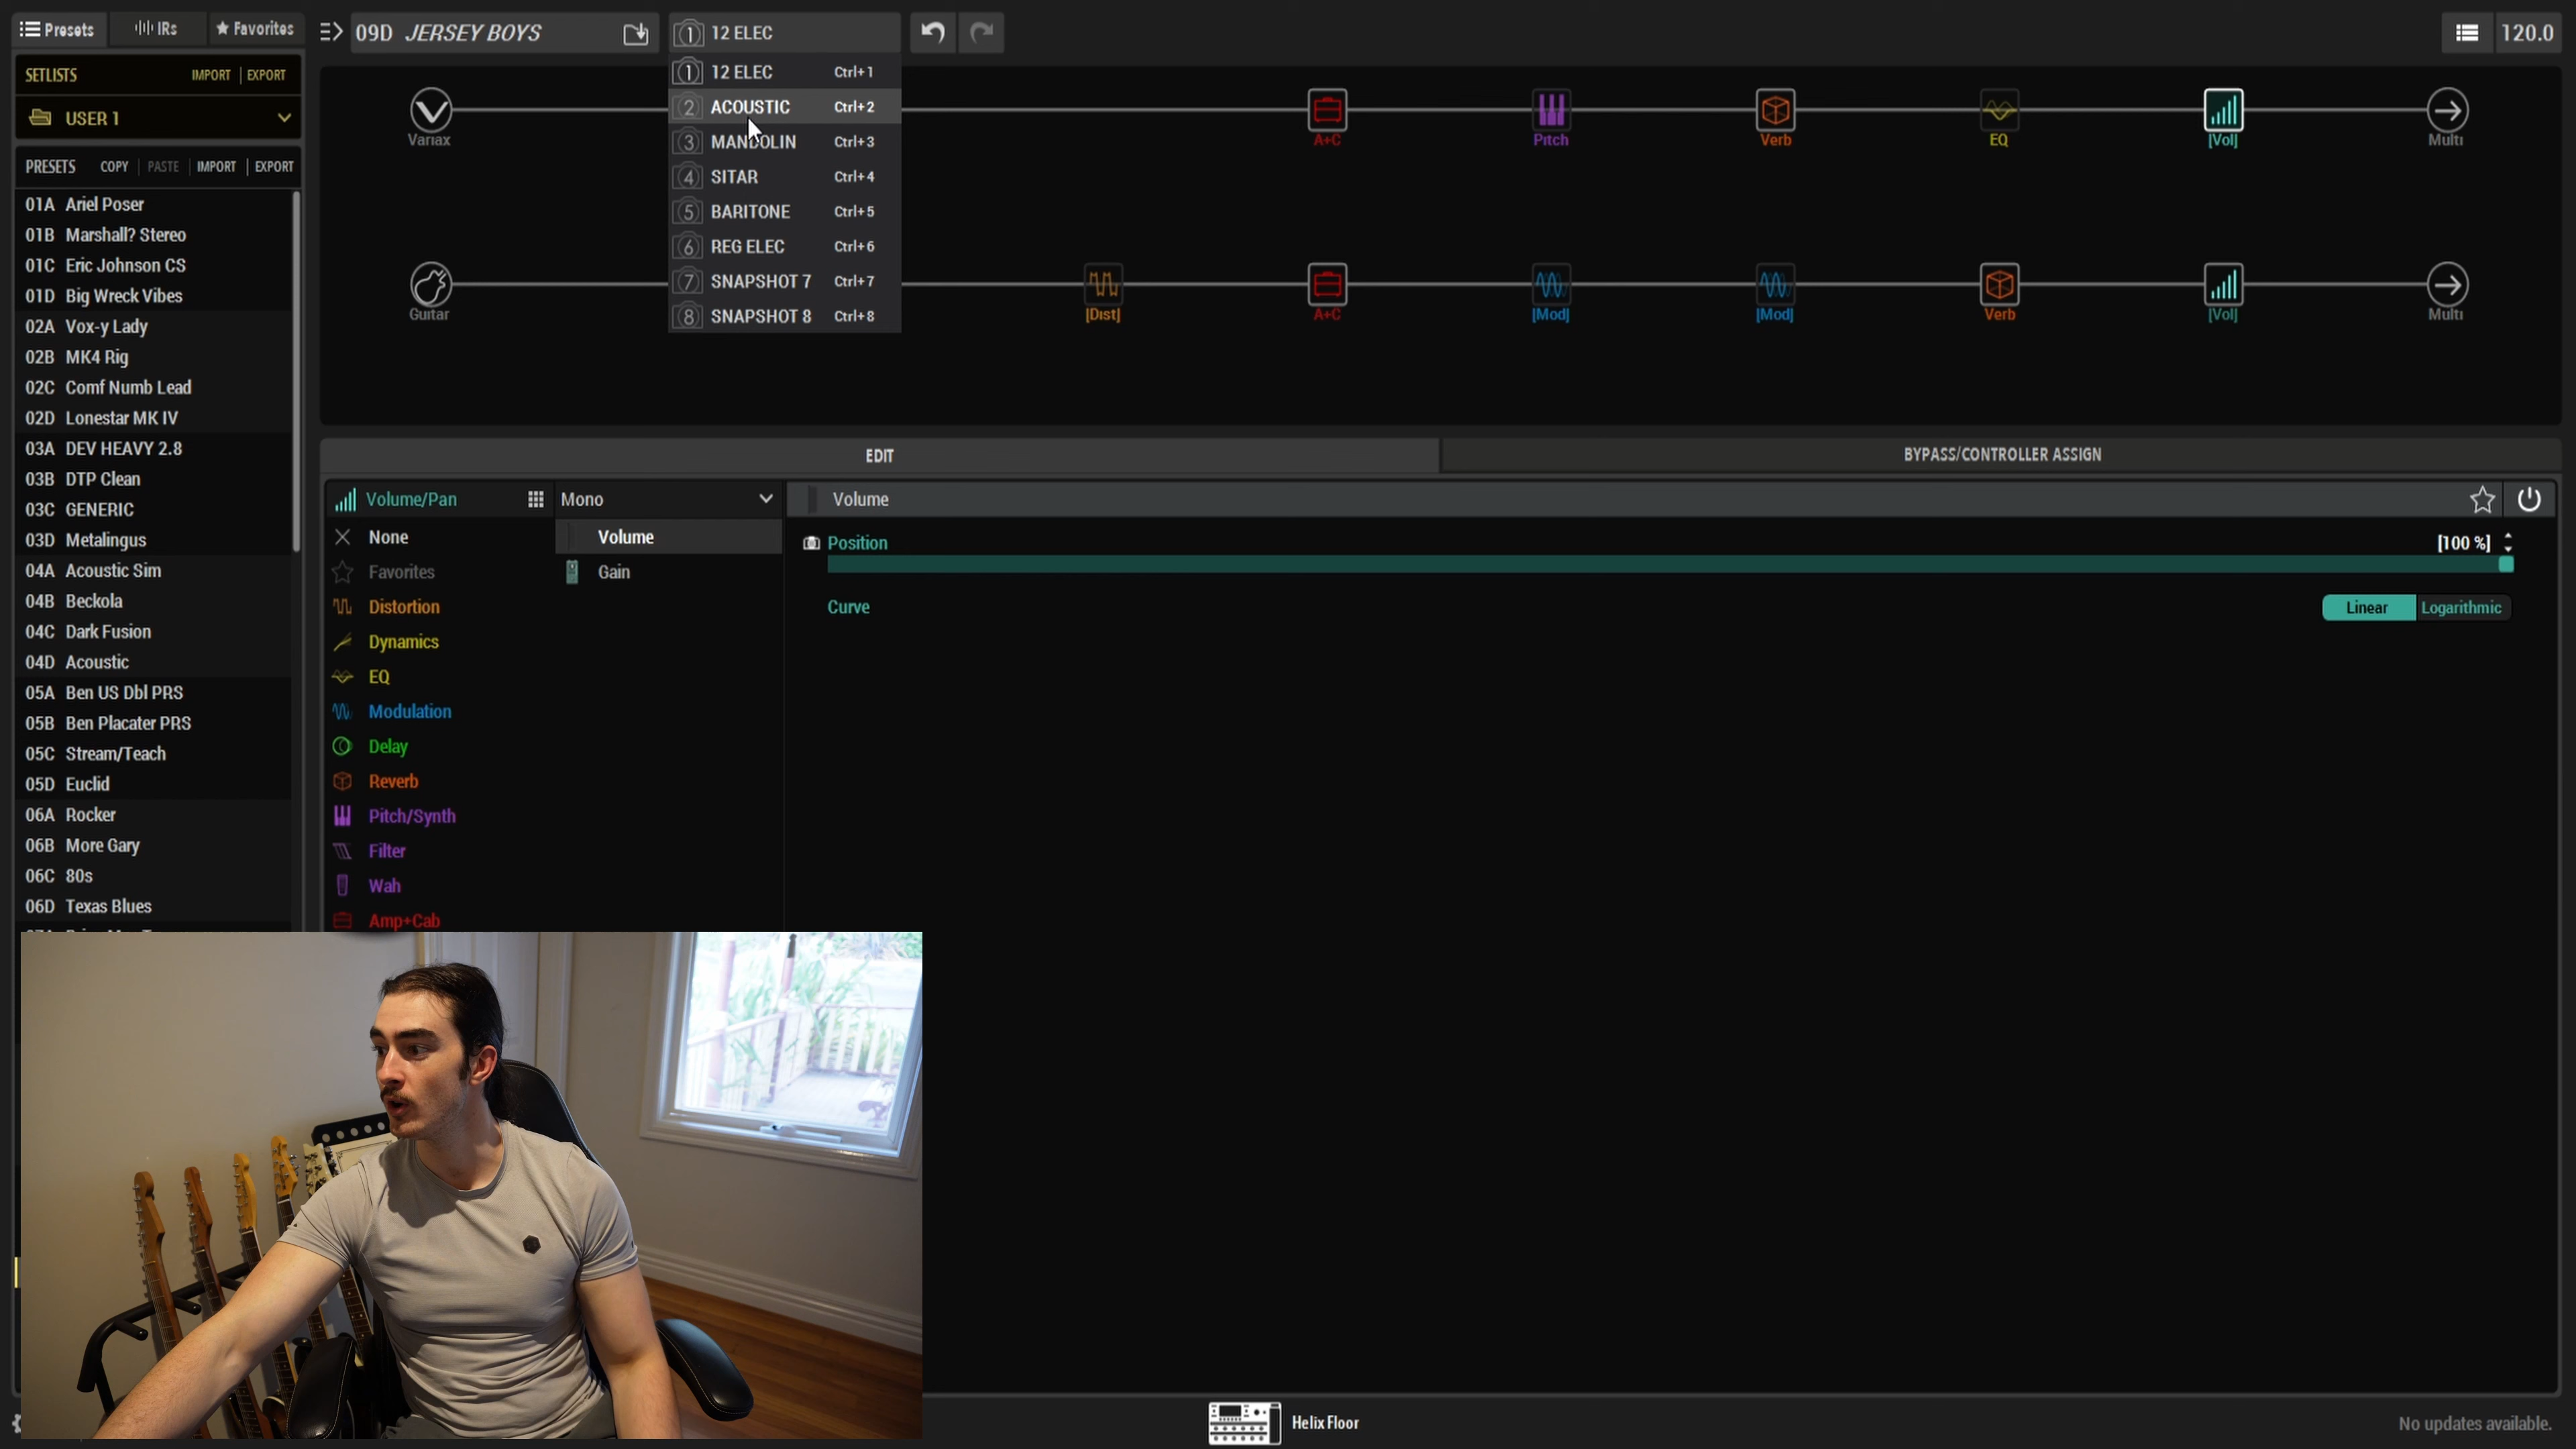 Presets
IRs
Favorites
09D JERSEY BOYS
1 12 ELEC
120.0
SETLISTS IMPORT | EXPORT
USER 1
PRESETS COPY | PASTE | IMPORT | EXPORT
01A Ariel Poser
01B Marshall? Stereo
01C Eric Johnson CS
01D Big Wreck Vibes
02A Vox-y Lady
02B MK4 Rig
02C Comf Numb Lead
02D Lonestar MK IV
03A DEV HEAVY 2.8
03B DTP Clean
03C GENERIC
03D Metalingus
04A Acoustic Sim
04B Beckola
04C Dark Fusion
04D Acoustic
05A Ben US Dbl PRS
05B Ben Placater PRS
05C Stream/Teach
05D Euclid
06A Rocker
06B More Gary
06C 80s
06D Texas Blues
1 12 ELEC Ctrl+1
2 ACOUSTIC Ctrl+2
3 MANDOLIN Ctrl+3
4 SITAR Ctrl+4
5 BARITONE Ctrl+5
6 REG ELEC Ctrl+6
7 SNAPSHOT 7 Ctrl+7
8 SNAPSHOT 8 Ctrl+8
Variax
A+C
Pitch
Verb
EQ
[Vol]
Multi
Guitar
[Dist]
A+C
[Mod]
[Mod]
Verb
[Vol]
Multi
EDIT
BYPASS/CONTROLLER ASSIGN
Volume/Pan
None
Favorites
Distortion
Dynamics
EQ
Modulation
Delay
Reverb
Pitch/Synth
Filter
Wah
Amp+Cab
Mono
Volume
Gain
Volume
Position [100 %]
Curve Linear Logarithmic
Helix Floor
No updates available.